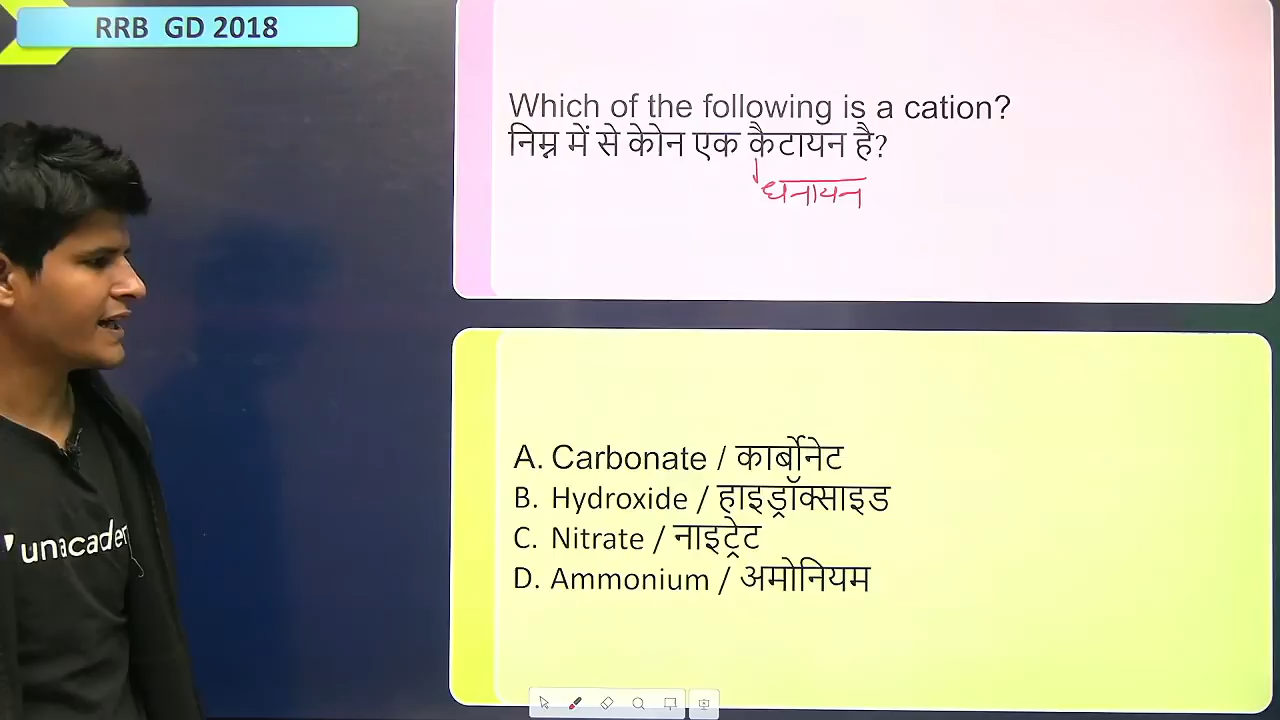 RRB GD 2018
Which of the following is a cation?
निम्न में से केोन एक कैटायन है?
धनायन
A. Carbonate / कार्बोनेट
B. Hydroxide / हाइड्रॉक्साइड
C. Nitrate / नाइट्रेट
D. Ammonium / अमोनियम
unacadem